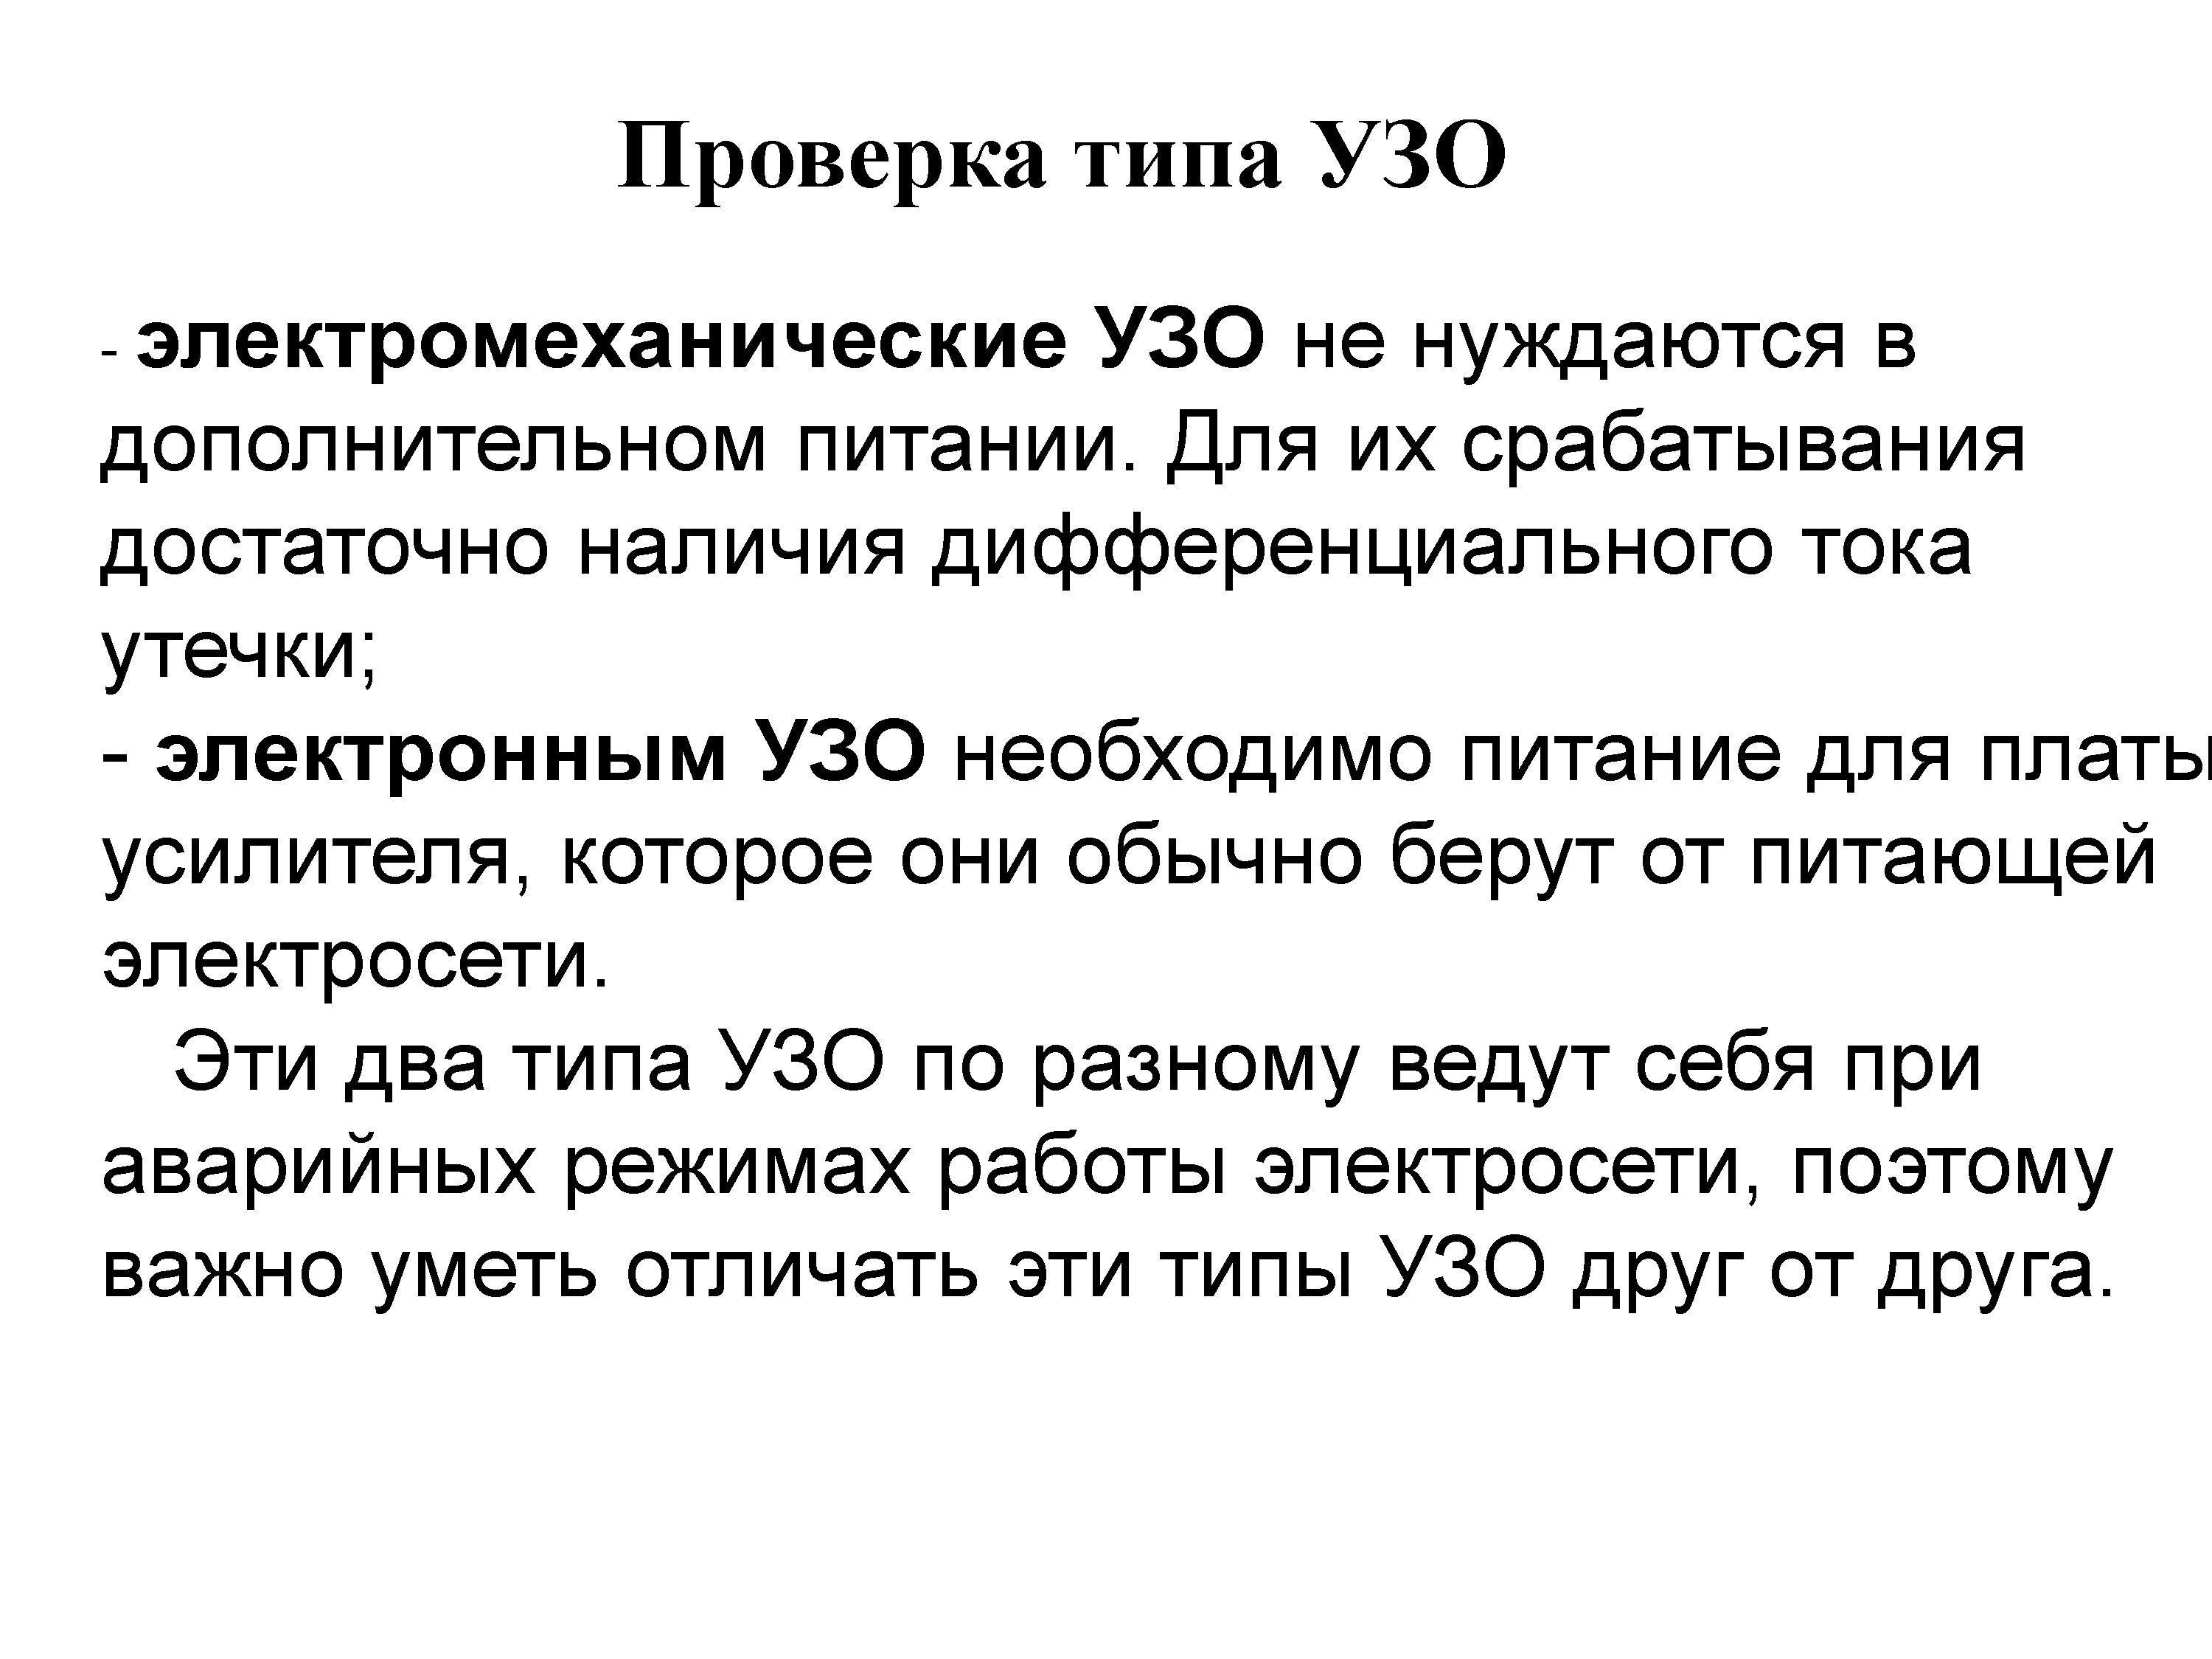 Проверка типа УЗО
- электромеханические УЗО не нуждаются в
дополнительном питании. Для их срабатывания
достаточно наличия дифференциального тока
утечки;
- электронным УЗО необходимо питание для платы
усилителя, которое они обычно берут от питающей
электросети.
Эти два типа УЗО по разному ведут себя при
аварийных режимах работы электросети, поэтому
важно уметь отличать эти типы УЗО друг от друга.